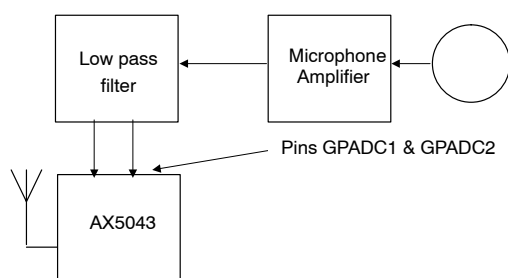 Low pass
filter
Microphone
Amplifier
Pins GPADC1 & GPADC2
AX5043